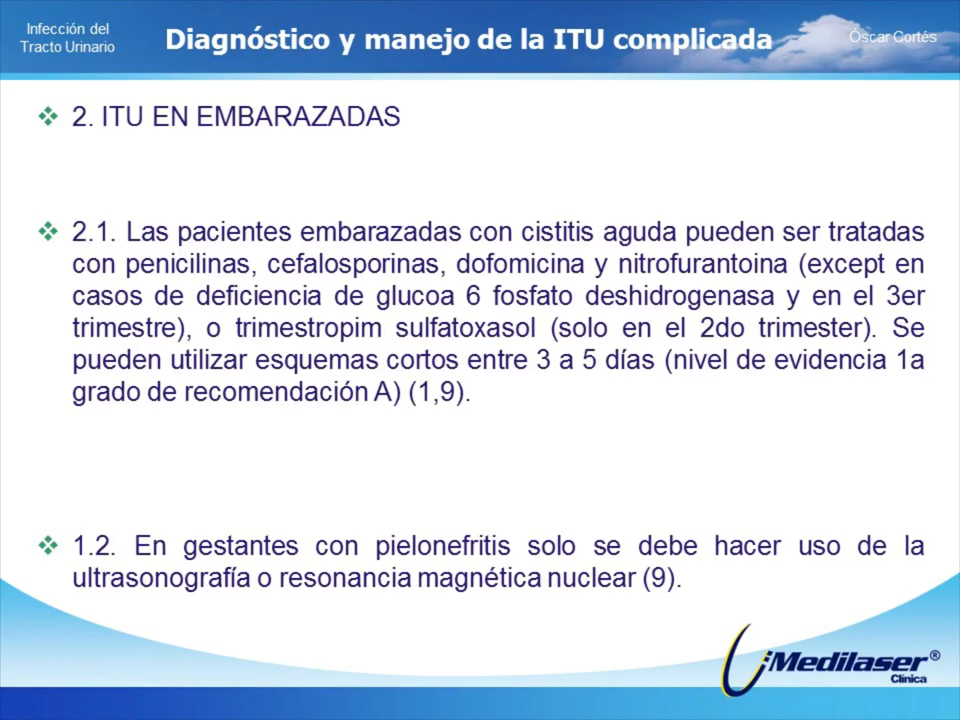 Infección del
Tracto Urinario
Diagnóstico y manejo de la ITU complicada
Óscar Cortés
2. ITU EN EMBARAZADAS
2.1. Las pacientes embarazadas con cistitis aguda pueden ser tratadas
con penicilinas, cefalosporinas, dofomicina y nitrofurantoina (except en
casos de deficiencia de glucoa 6 fosfato deshidrogenasa y en el 3er
trimestre), o trimestropim sulfatoxasol (solo en el 2do trimester). Se
pueden utilizar esquemas cortos entre 3 a 5 días (nivel de evidencia 1a
grado de recomendación A) (1,9).
1.2. En gestantes con pielonefritis solo se debe hacer uso de la
ultrasonografía o resonancia magnética nuclear (9).
Medilaser®
Clínica